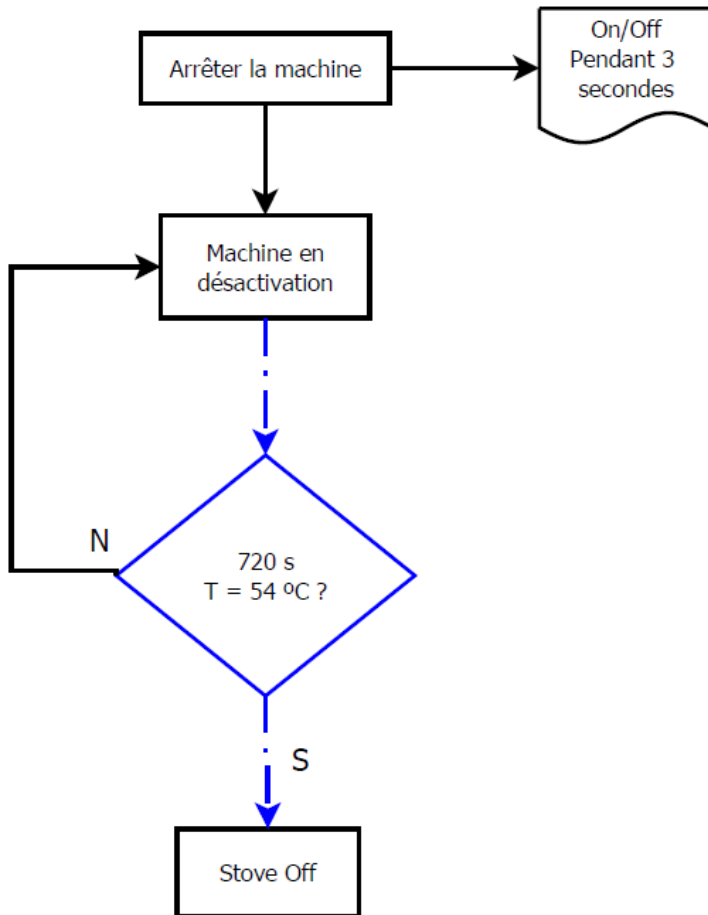 Arrêter la machine
On/Off
Pendant 3
secondes
Machine en
désactivation
N
720 s
T = 54 ºC ?
S
Stove Off